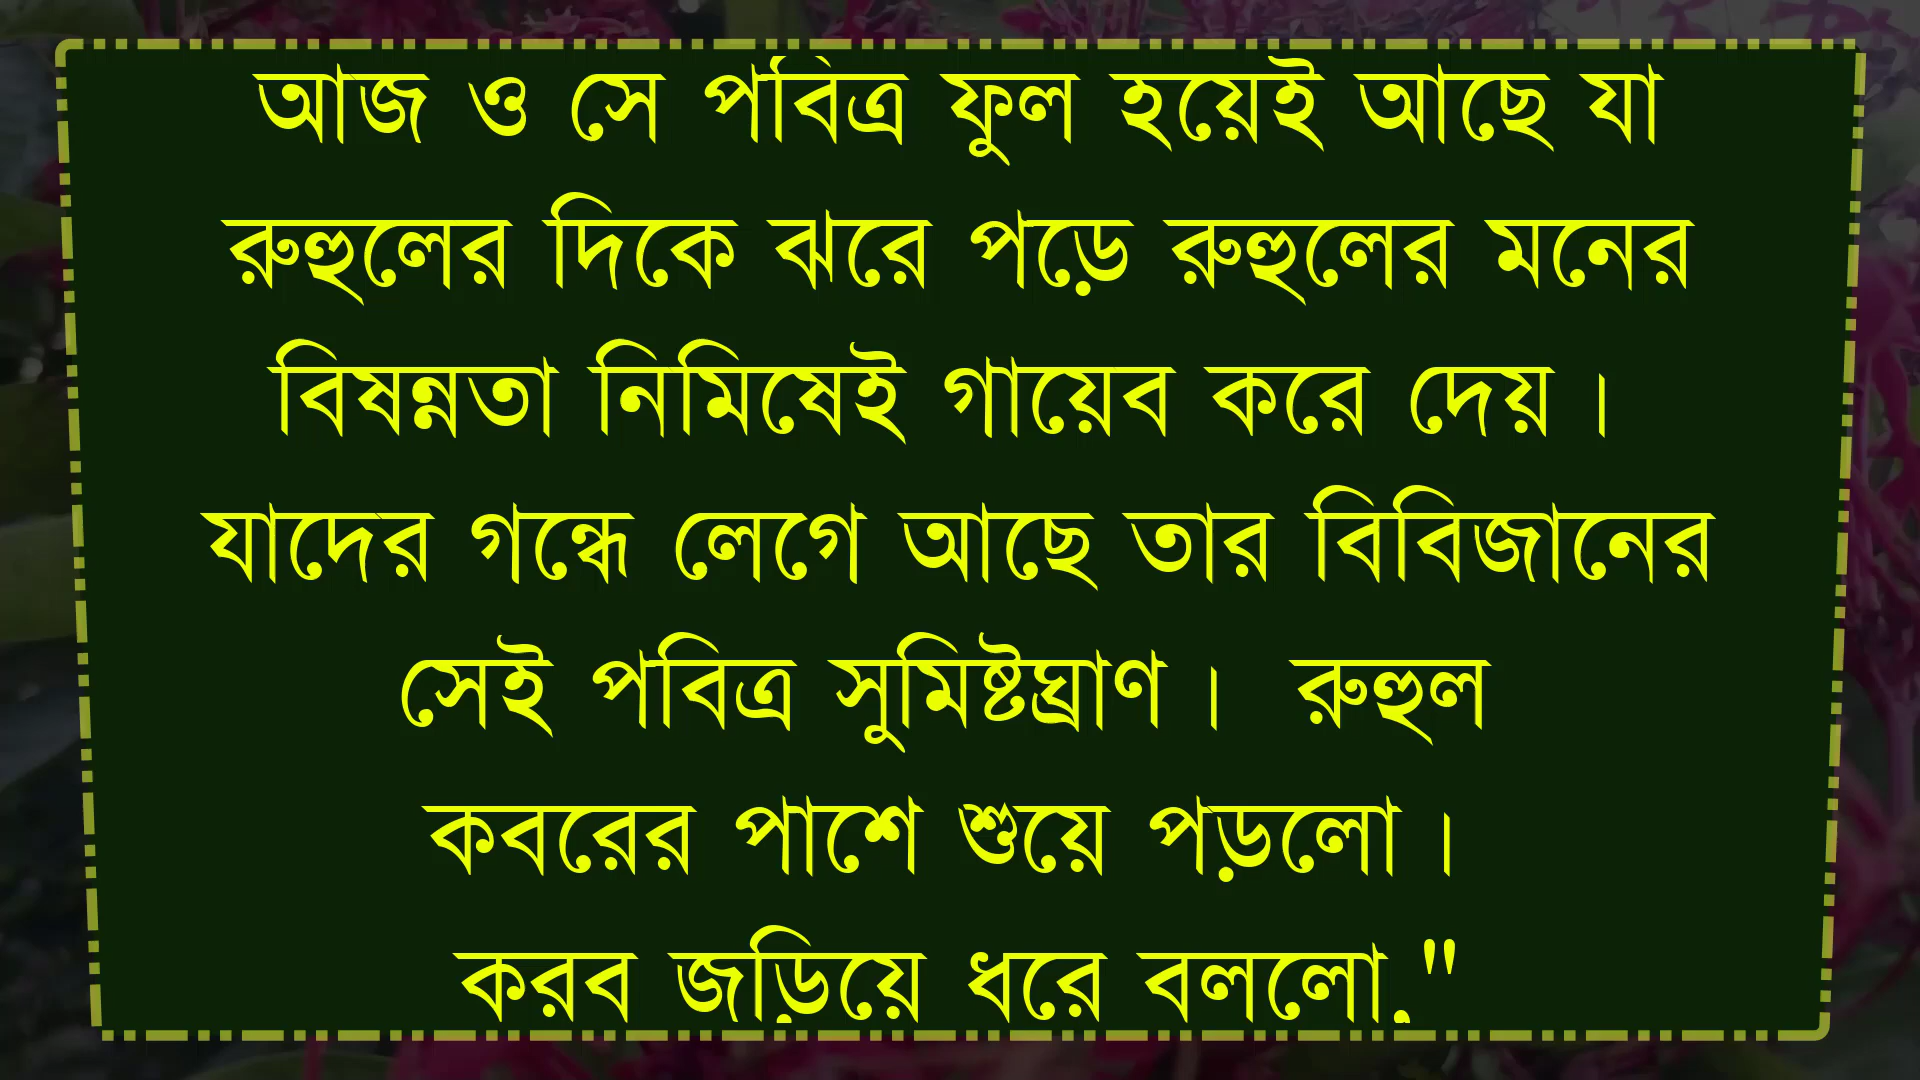 আজ ও সে পবিত্র ফুল হয়েই আছে যা
রুহুলের দিকে ঝরে পড়ে রুহুলের মনের
বিষন্নতা নিমিষেই গায়েব করে দেয়।
যাদের গন্ধে লেগে আছে তার বিবিজানের
সেই পবিত্র সুমিষ্টঘ্রাণ। রুহুল
কবরের পাশে শুয়ে পড়লো।
করব জড়িয়ে ধরে বললো,"